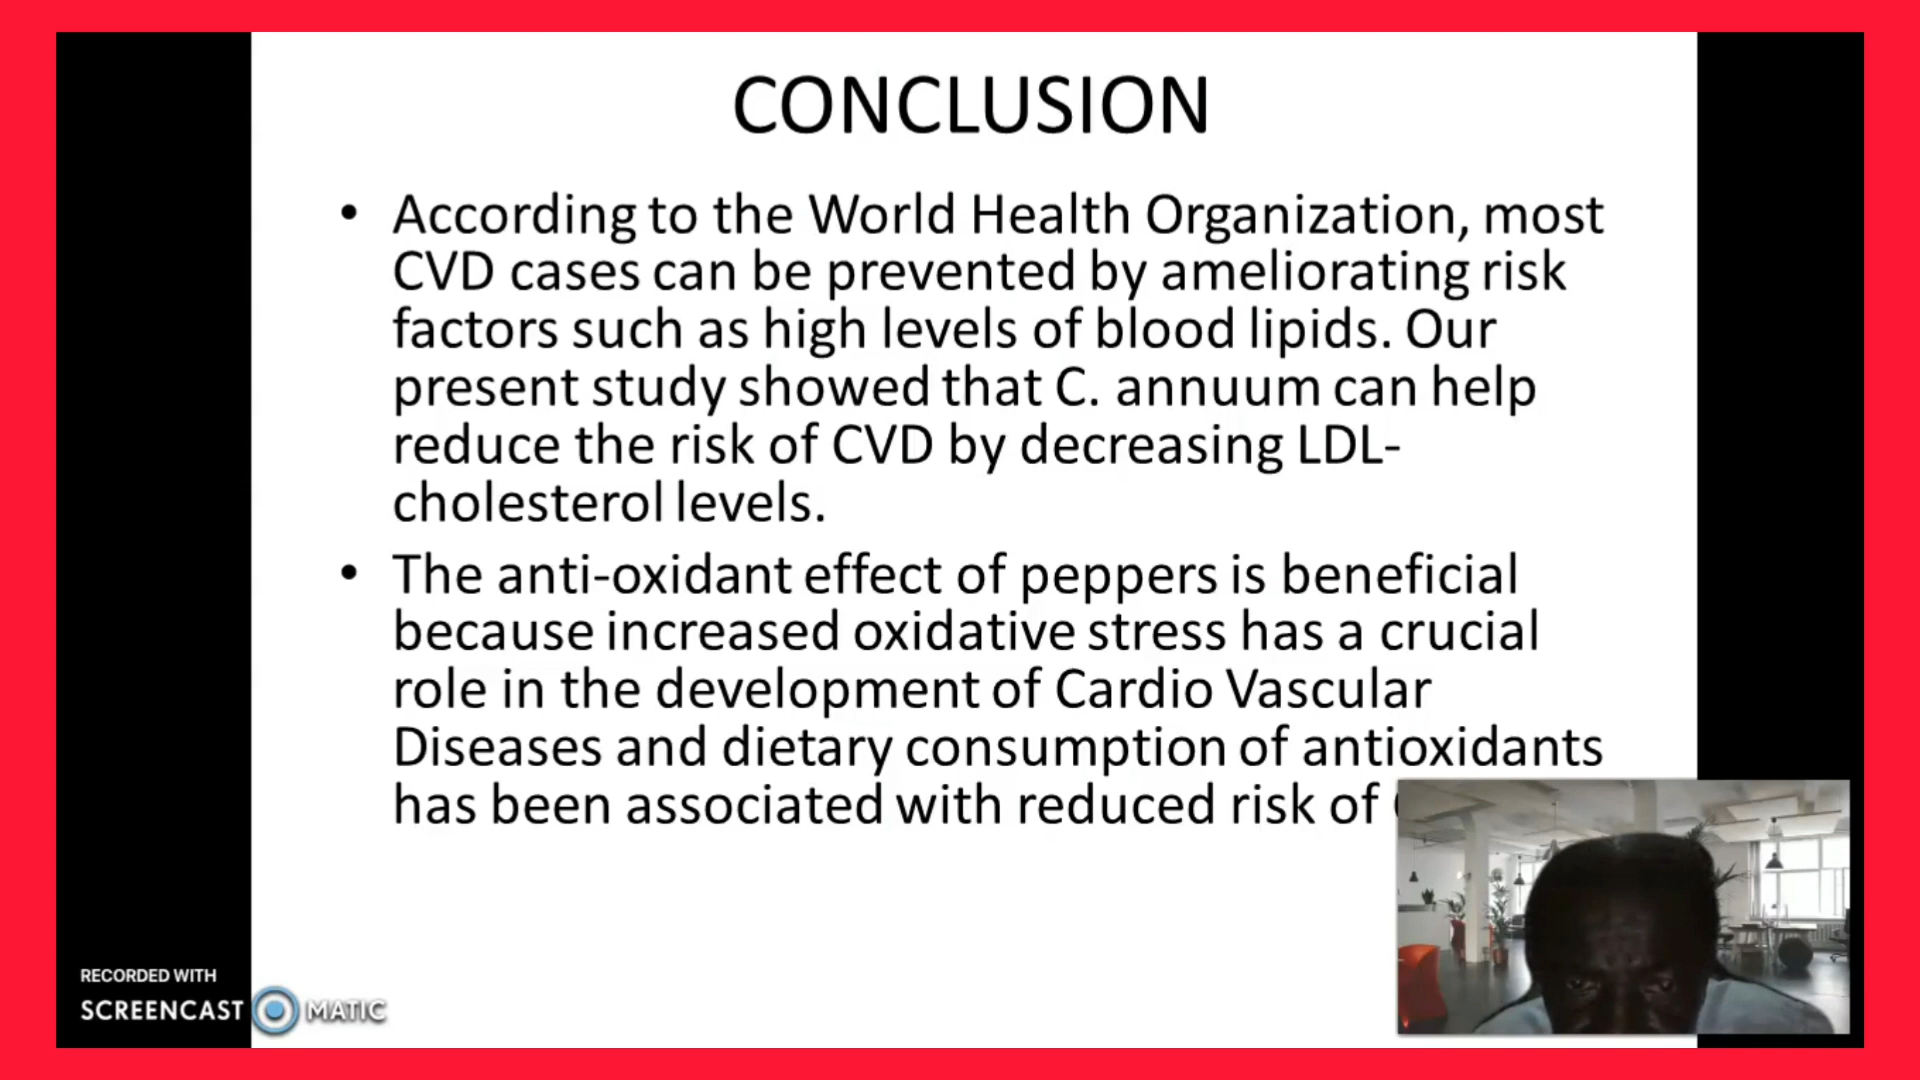 CONCLUSION
• According to the World Health Organization, most
CVD cases can be prevented by ameliorating risk
factors such as high levels of blood lipids. Our
present study showed that C. annuum can help
reduce the risk of CVD by decreasing LDL-
cholesterol levels.
• The anti-oxidant effect of peppers is beneficial
because increased oxidative stress has a crucial
role in the development of Cardio Vascular
Diseases and dietary consumption of antioxidants
has been associated with reduced risk of
RECORDED WITH
SCREENCAST MATIC